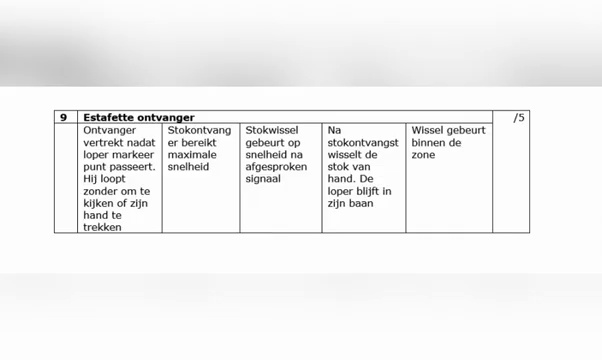 9 Estafette ontvanger /5
Ontvanger
vertrekt nadat
loper markeer
punt passeert.
Hij loopt
zonder om te
kijken of zijn
hand te
trekken
Stokontvang
er bereikt
maximale
snelheid
Stokwissel
gebeurt op
snelheid na
afgesproken
signaal
Na
stokontvangst
wisselt de
stok van
hand. De
loper blijft in
zijn baan
Wissel gebeurt
binnen de
zone